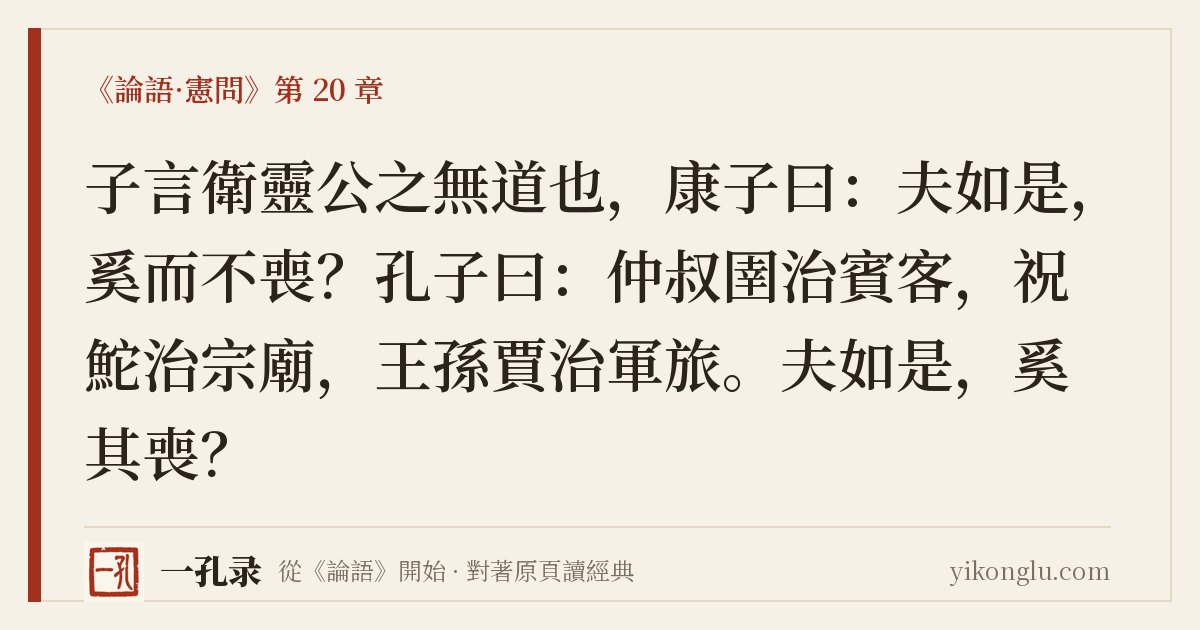 《論語·憲問》第 20 章
子言衛靈公之無道也，康子曰：夫如是，
奚而不喪？孔子曰：仲叔圉治賓客，祝
鮀治宗廟，王孫賈治軍旅。夫如是，奚
其喪？
一孔
一孔录 從《論語》開始 · 對著原頁讀經典 yikonglu.com